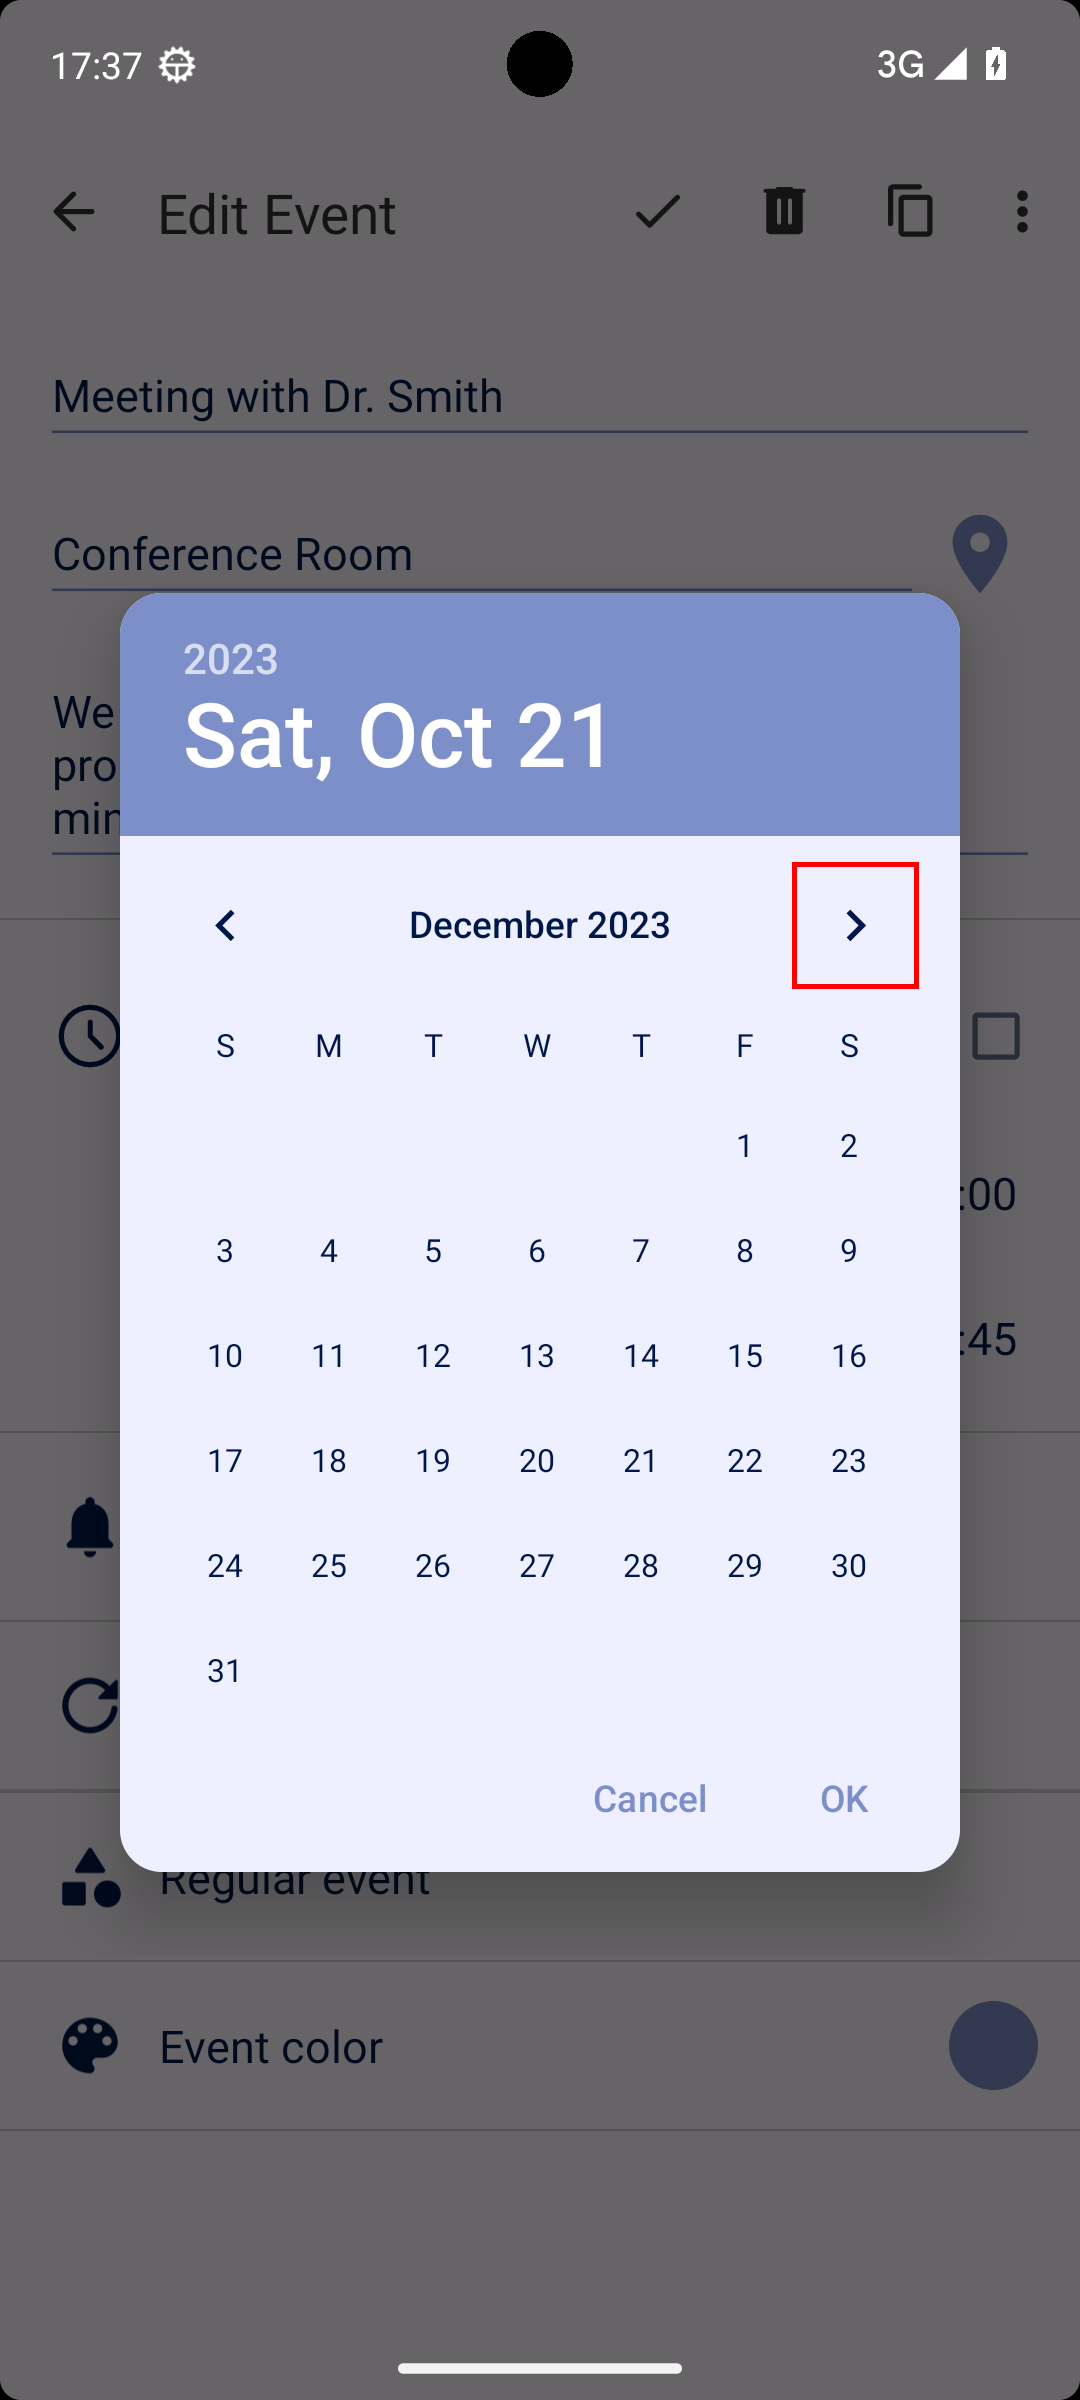 17:37
3G
Edit Event
Meeting with Dr. Smith
Conference Room
We
pro
min
2023
Sat, Oct 21
December 2023
S M T W T F S
1 2
3 4 5 6 7 8 9
10 11 12 13 14 15 16
17 18 19 20 21 22 23
24 25 26 27 28 29 30
31
:00
:45
Cancel OK
Regular event
Event color